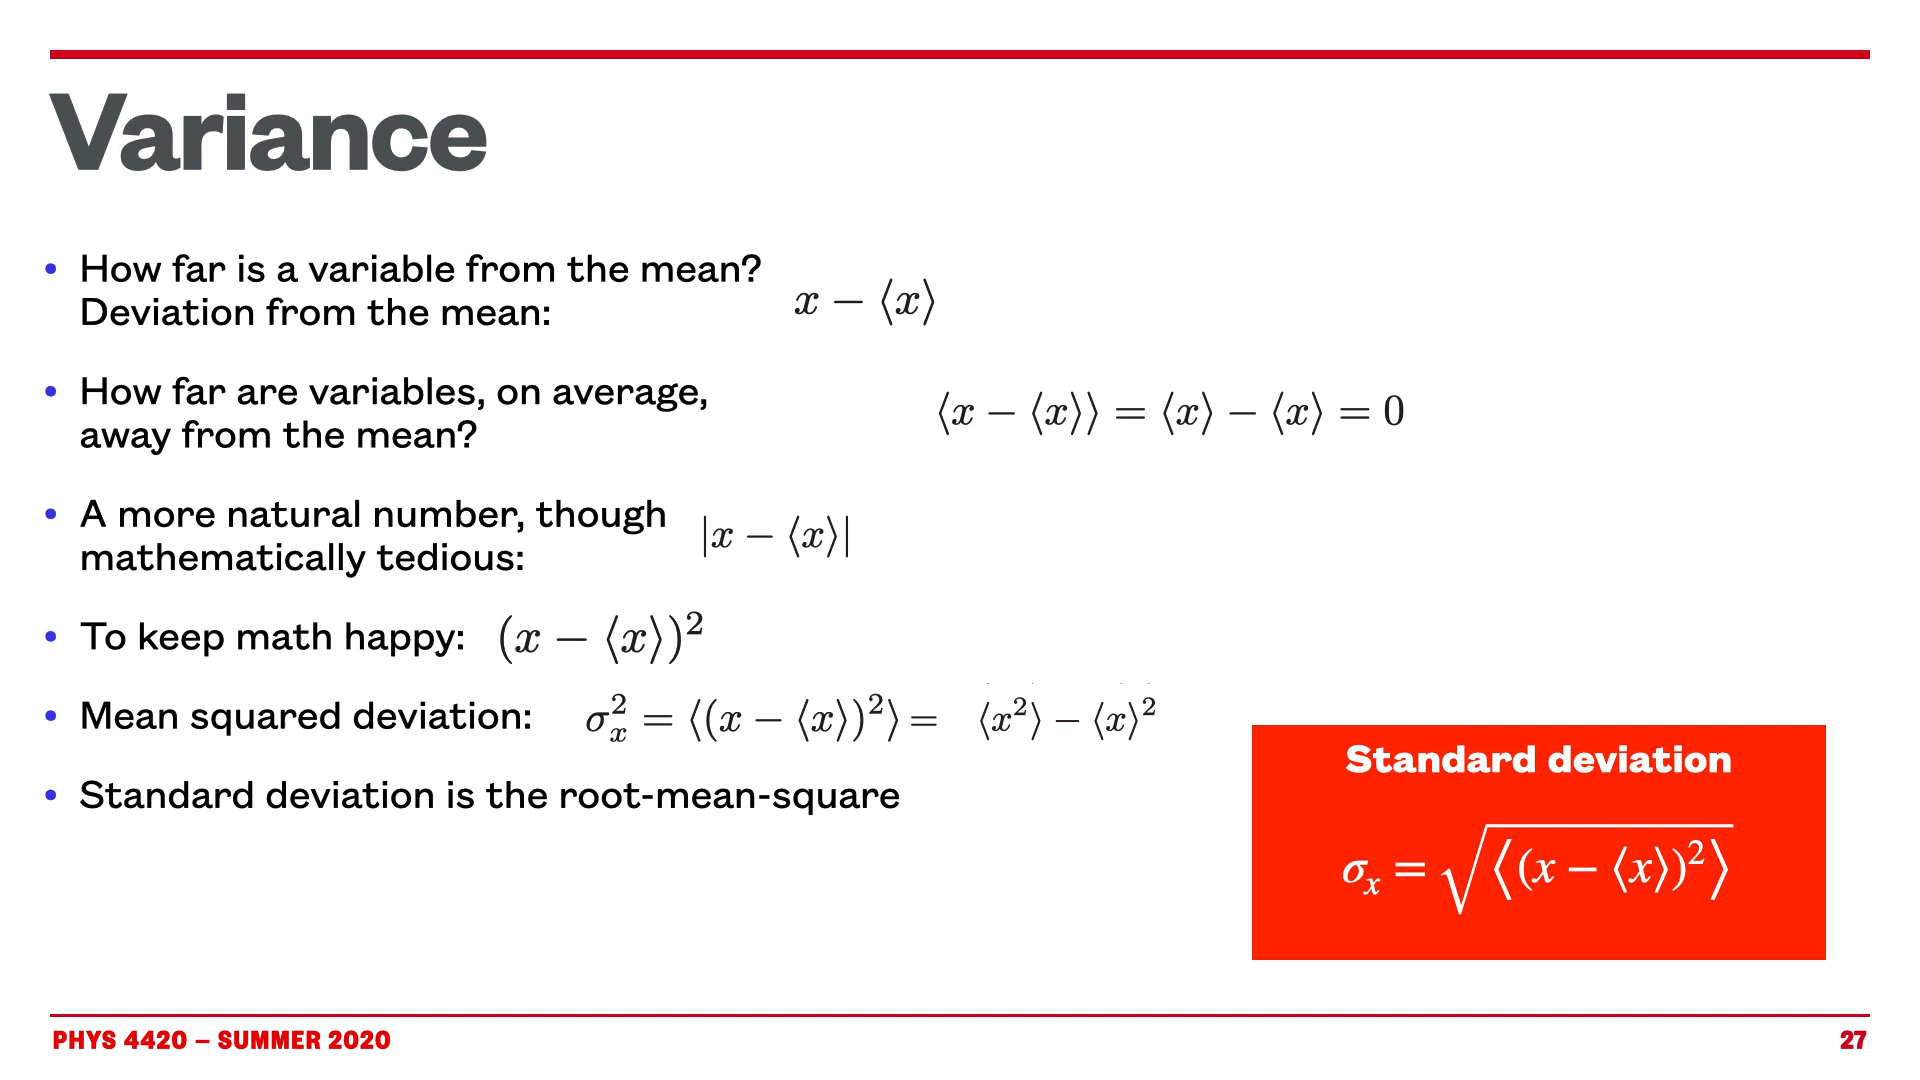 Variance
• How far is a variable from the mean?
Deviation from the mean: x − ⟨x⟩
• How far are variables, on average,
away from the mean? ⟨x − ⟨x⟩⟩ = ⟨x⟩ − ⟨x⟩ = 0
• A more natural number, though
mathematically tedious: |x − ⟨x⟩|
• To keep math happy: (x − ⟨x⟩)²
• Mean squared deviation: σₓ² = ⟨(x − ⟨x⟩)²⟩ = ⟨x²⟩ − ⟨x⟩²
• Standard deviation is the root-mean-square
Standard deviation
σₓ = √⟨(x − ⟨x⟩)²⟩
PHYS 4420 – SUMMER 2020
27